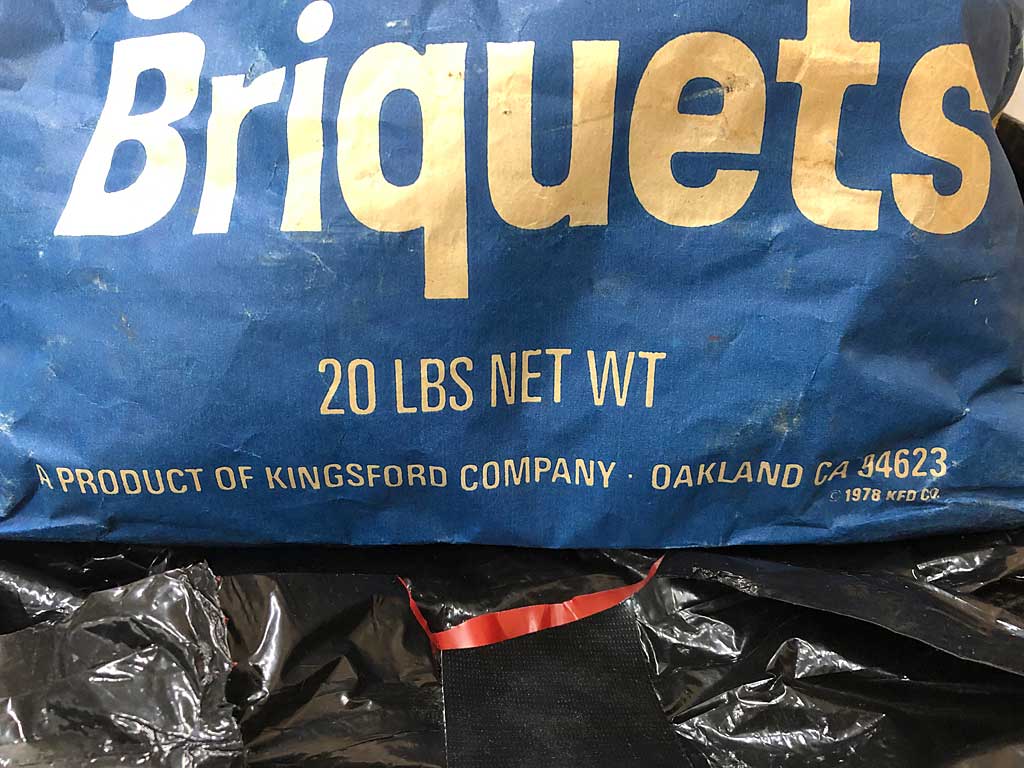 Briquets
20 LBS NET WT
A PRODUCT OF KINGSFORD COMPANY · OAKLAND CA 94623
© 1978 KFD CO.